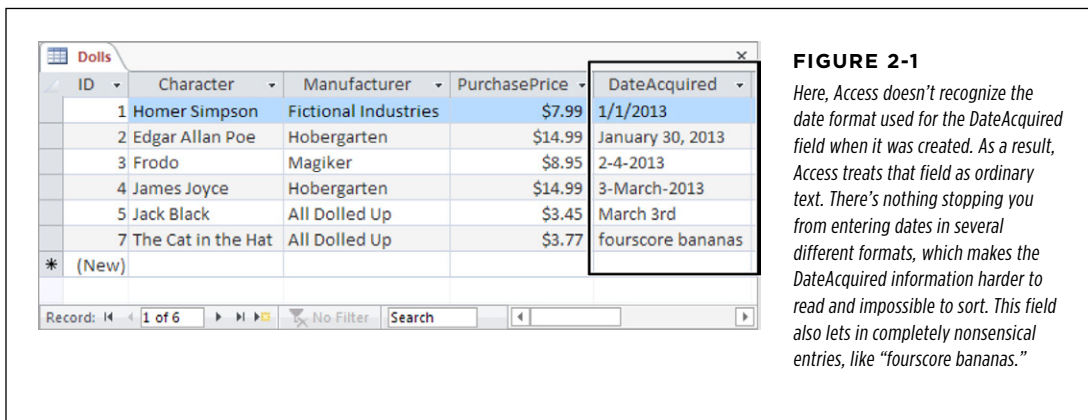 Dolls
ID Character Manufacturer PurchasePrice DateAcquired
1 Homer Simpson Fictional Industries $7.99 1/1/2013
2 Edgar Allan Poe Hobergarten $14.99 January 30, 2013
3 Frodo Magiker $8.95 2-4-2013
4 James Joyce Hobergarten $14.99 3-March-2013
5 Jack Black All Dolled Up $3.45 March 3rd
7 The Cat in the Hat All Dolled Up $3.77 fourscore bananas
(New)
Record: 1 of 6 No Filter Search
FIGURE 2-1
Here, Access doesn’t recognize the
date format used for the DateAcquired
field when it was created. As a result,
Access treats that field as ordinary
text. There’s nothing stopping you
from entering dates in several
different formats, which makes the
DateAcquired information harder to
read and impossible to sort. This field
also lets in completely nonsensical
entries, like “fourscore bananas.”